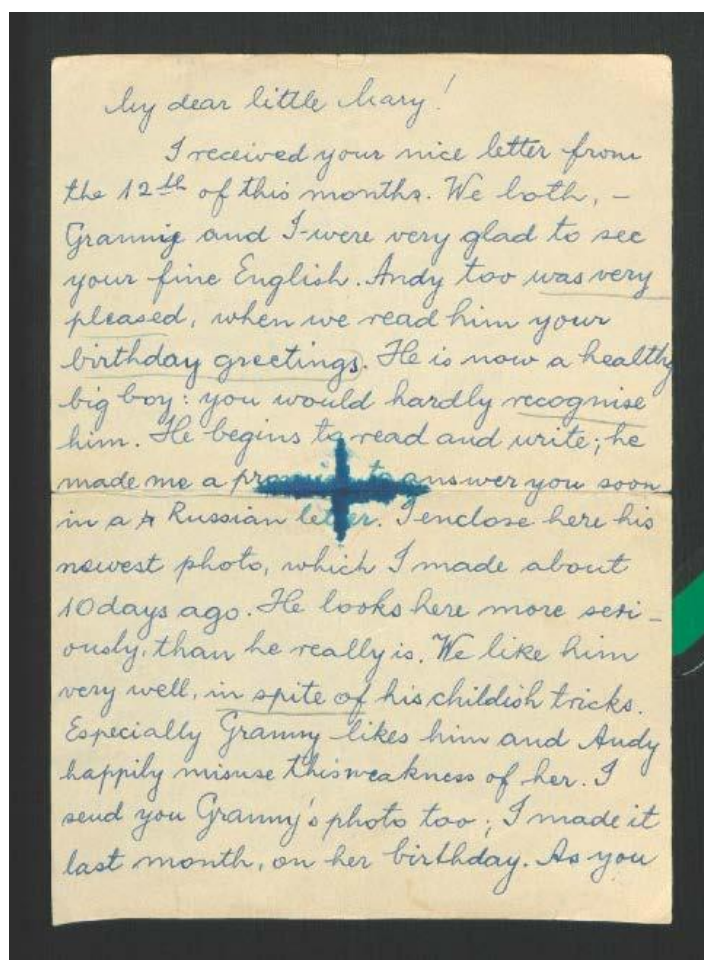 My dear little Mary!
I received your nice letter from
the 12th of this months. We both, –
Grannie and I-were very glad to see
your fine English. Andy too was very
pleased, when we read him your
birthday greetings. He is now a healthy
big boy: you would hardly recognise
him. He begins to read and write; he
made me a promise to answer you soon
in a Russian letter. I enclose here his
newest photo, which I made about
10 days ago. He looks here more seri-
ously, than he really is. We like him
very well, in spite of his childish tricks.
Especially Granny likes him and Andy
happily misuse this weakness of her. I
send you Granny's photo too; I made it
last month, on her birthday. As you